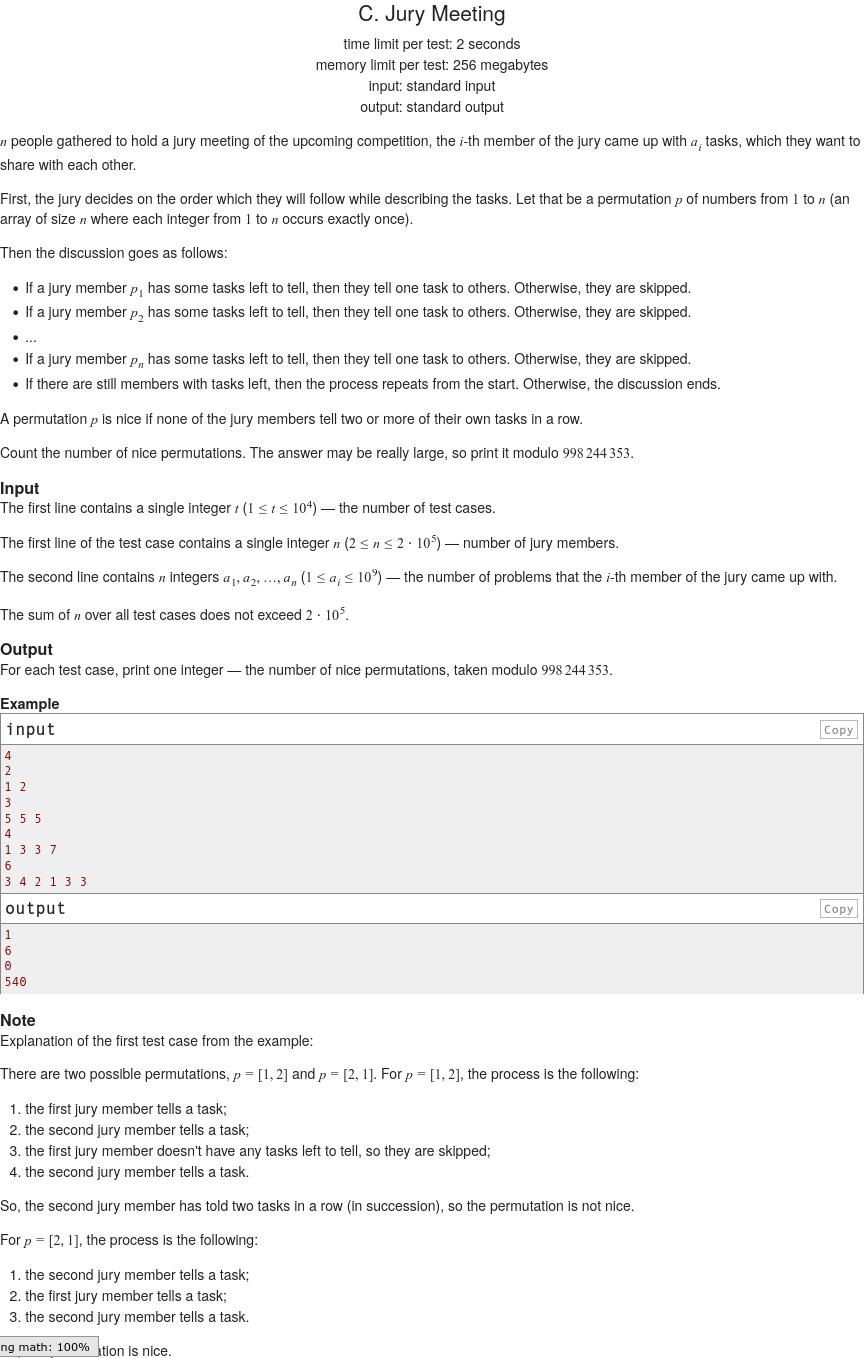 C. Jury Meeting
time limit per test: 2 seconds
memory limit per test: 256 megabytes
input: standard input
output: standard output
n people gathered to hold a jury meeting of the upcoming competition, the i-th member of the jury came up with a_i tasks, which they want to
share with each other.
First, the jury decides on the order which they will follow while describing the tasks. Let that be a permutation p of numbers from 1 to n (an
array of size n where each integer from 1 to n occurs exactly once).
Then the discussion goes as follows:
• If a jury member p_1 has some tasks left to tell, then they tell one task to others. Otherwise, they are skipped.
• If a jury member p_2 has some tasks left to tell, then they tell one task to others. Otherwise, they are skipped.
• ...
• If a jury member p_n has some tasks left to tell, then they tell one task to others. Otherwise, they are skipped.
• If there are still members with tasks left, then the process repeats from the start. Otherwise, the discussion ends.
A permutation p is nice if none of the jury members tell two or more of their own tasks in a row.
Count the number of nice permutations. The answer may be really large, so print it modulo 998 244 353.
Input
The first line contains a single integer t (1 ≤ t ≤ 10^4) — the number of test cases.
The first line of the test case contains a single integer n (2 ≤ n ≤ 2 · 10^5) — number of jury members.
The second line contains n integers a_1, a_2, …, a_n (1 ≤ a_i ≤ 10^9) — the number of problems that the i-th member of the jury came up with.
The sum of n over all test cases does not exceed 2 · 10^5.
Output
For each test case, print one integer — the number of nice permutations, taken modulo 998 244 353.
Example
input
Copy
4
2
1 2
3
5 5 5
4
1 3 3 7
6
3 4 2 1 3 3
output
Copy
1
6
0
540
Note
Explanation of the first test case from the example:
There are two possible permutations, p = [1, 2] and p = [2, 1]. For p = [1, 2], the process is the following:
1. the first jury member tells a task;
2. the second jury member tells a task;
3. the first jury member doesn't have any tasks left to tell, so they are skipped;
4. the second jury member tells a task.
So, the second jury member has told two tasks in a row (in succession), so the permutation is not nice.
For p = [2, 1], the process is the following:
1. the second jury member tells a task;
2. the first jury member tells a task;
3. the second jury member tells a task.
ng math: 100%
ation is nice.